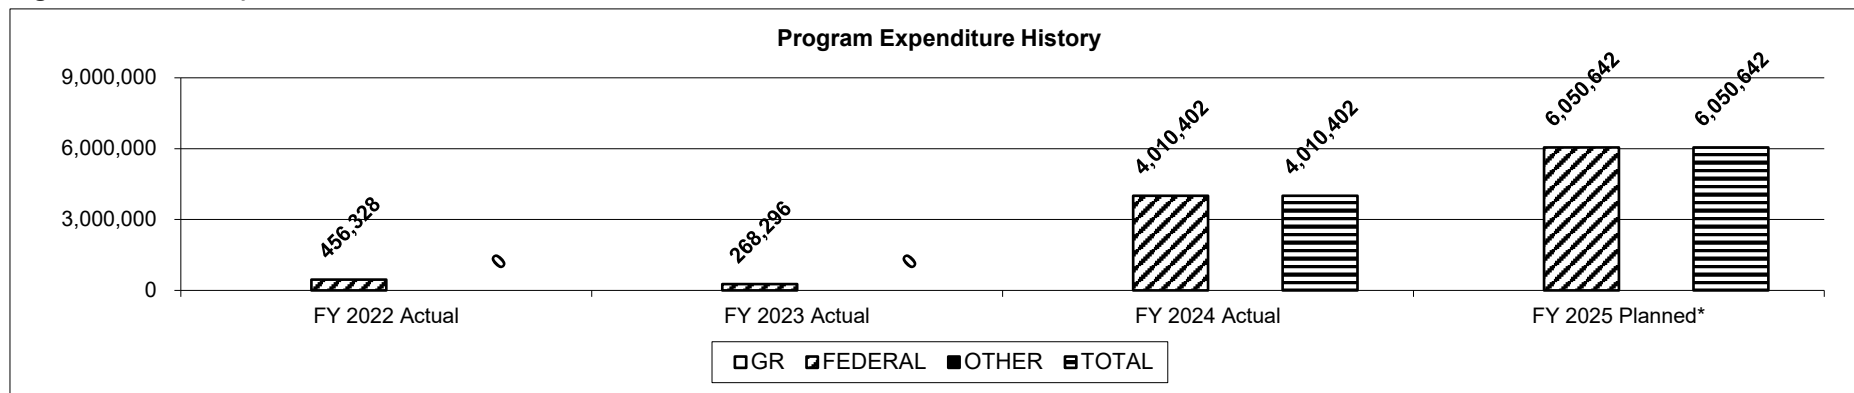 Program Expenditure History
9,000,000
6,000,000
3,000,000
0
456,328
0
268,296
0
4,010,402
4,010,402
6,050,642
6,050,642
FY 2022 Actual
FY 2023 Actual
FY 2024 Actual
FY 2025 Planned*
GR FEDERAL OTHER TOTAL